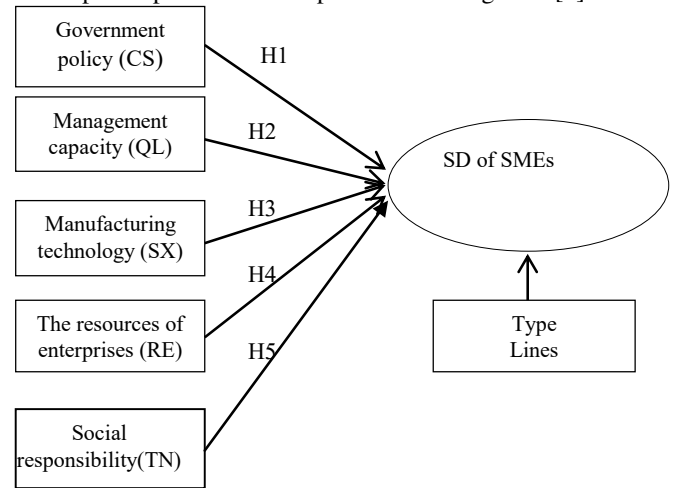 Government
policy (CS)
H1
Management
capacity (QL)
H2
SD of SMEs
Manufacturing
technology (SX)
H3
H4
The resources of
enterprises (RE)
Type
Lines
H5
Social
responsibility(TN)